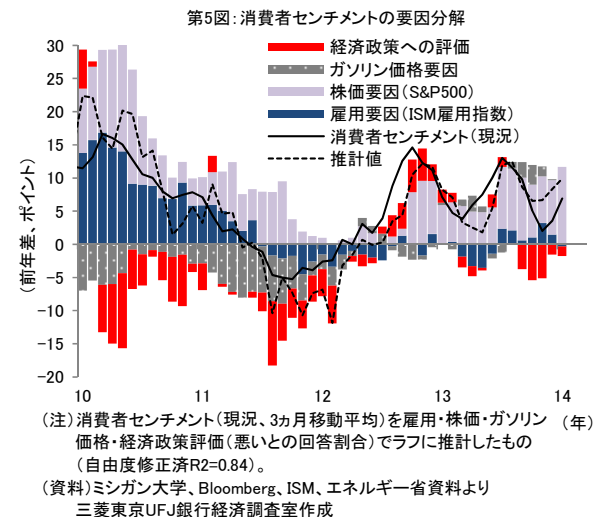 第5図：消費者センチメントの要因分解
（前年差、ポイント）
30
25
20
15
10
5
0
−5
−10
−15
−20
経済政策への評価
ガソリン価格要因
株価要因（S&P500）
雇用要因（ISM雇用指数）
消費者センチメント（現況）
推計値
10 11 12 13 14
（年）
（注）消費者センチメント（現況、3ヵ月移動平均）を雇用・株価・ガソリン
価格・経済政策評価（悪いとの回答割合）でラフに推計したもの
（自由度修正済R2=0.84）。
（資料）ミシガン大学、Bloomberg、ISM、エネルギー省資料より
三菱東京UFJ銀行経済調査室作成